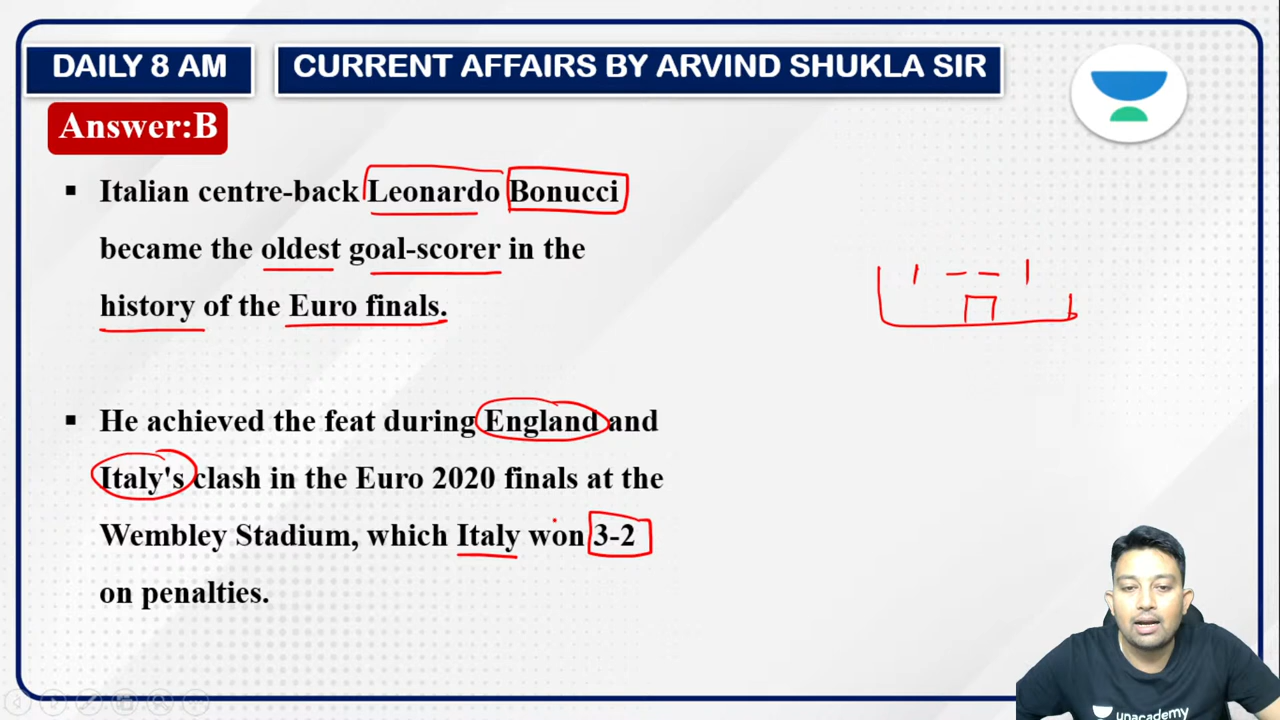 DAILY 8 AM
CURRENT AFFAIRS BY ARVIND SHUKLA SIR
Answer:B
▪ Italian centre-back Leonardo Bonucci
became the oldest goal-scorer in the
history of the Euro finals.
▪ He achieved the feat during England and
Italy's clash in the Euro 2020 finals at the
Wembley Stadium, which Italy won 3-2
on penalties.
unacademy